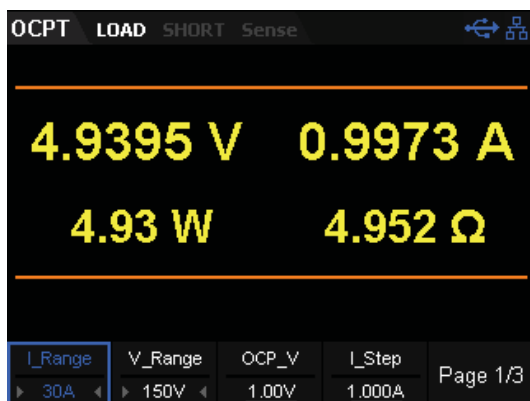 OCPT LOAD SHORT Sense
4.9395 V 0.9973 A
4.93 W 4.952 Ω
I_Range V_Range OCP_V I_Step Page 1/3
30A 150V 1.00V 1.000A